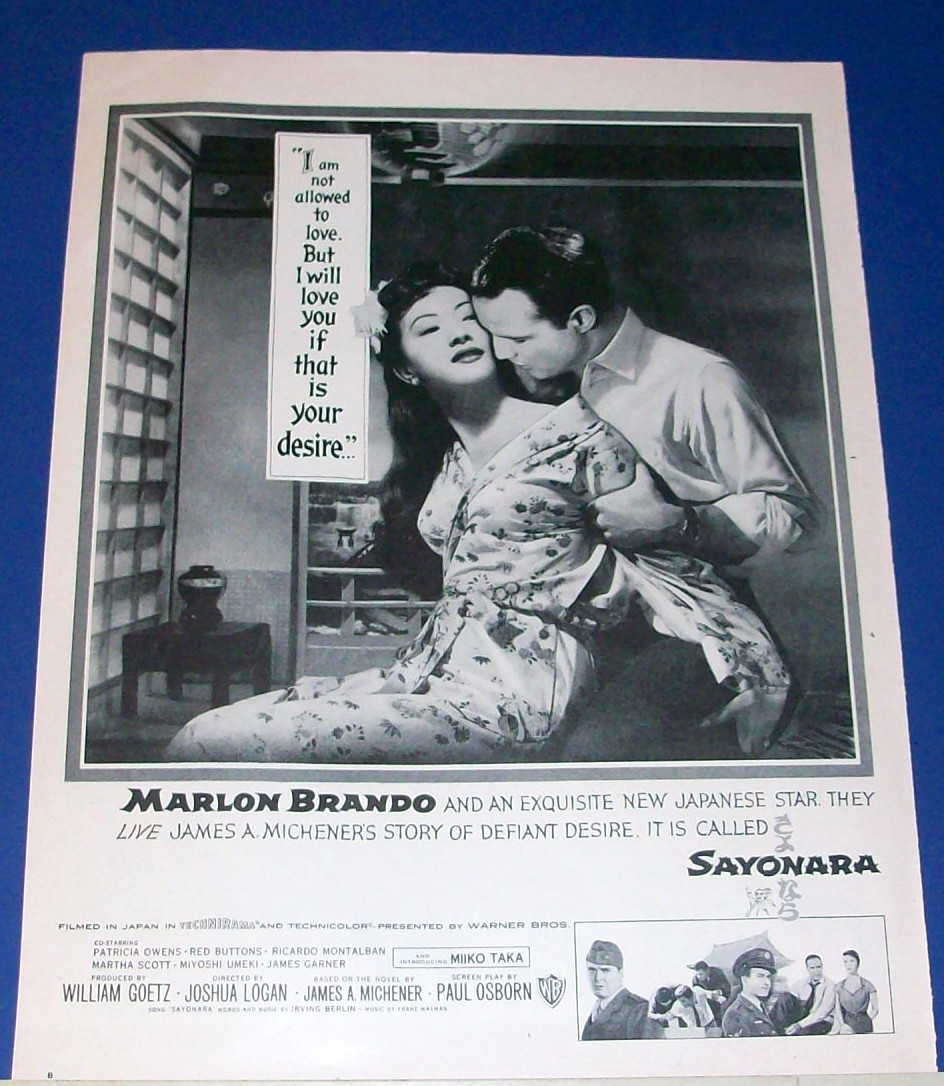 "I am
not
allowed
to
love.
But
I will
love
you
if
that
is
your
desire..."
MARLON BRANDO AND AN EXQUISITE NEW JAPANESE STAR. THEY
LIVE JAMES A. MICHENER'S STORY OF DEFIANT DESIRE. IT IS CALLED
さよなら
SAYONARA
FILMED IN JAPAN IN TECHNIRAMA® AND TECHNICOLOR®. PRESENTED BY WARNER BROS.
CO-STARRING
PATRICIA OWENS · RED BUTTONS · RICARDO MONTALBAN
MARTHA SCOTT · MIYOSHI UMEKI · JAMES GARNER
AND INTRODUCING MIIKO TAKA
PRODUCED BY WILLIAM GOETZ · DIRECTED BY JOSHUA LOGAN · BASED ON THE NOVEL BY JAMES A. MICHENER · SCREEN PLAY BY PAUL OSBORN
WB
SONG "SAYONARA" WORDS AND MUSIC BY IRVING BERLIN · MUSIC BY FRANZ WAXMAN
8